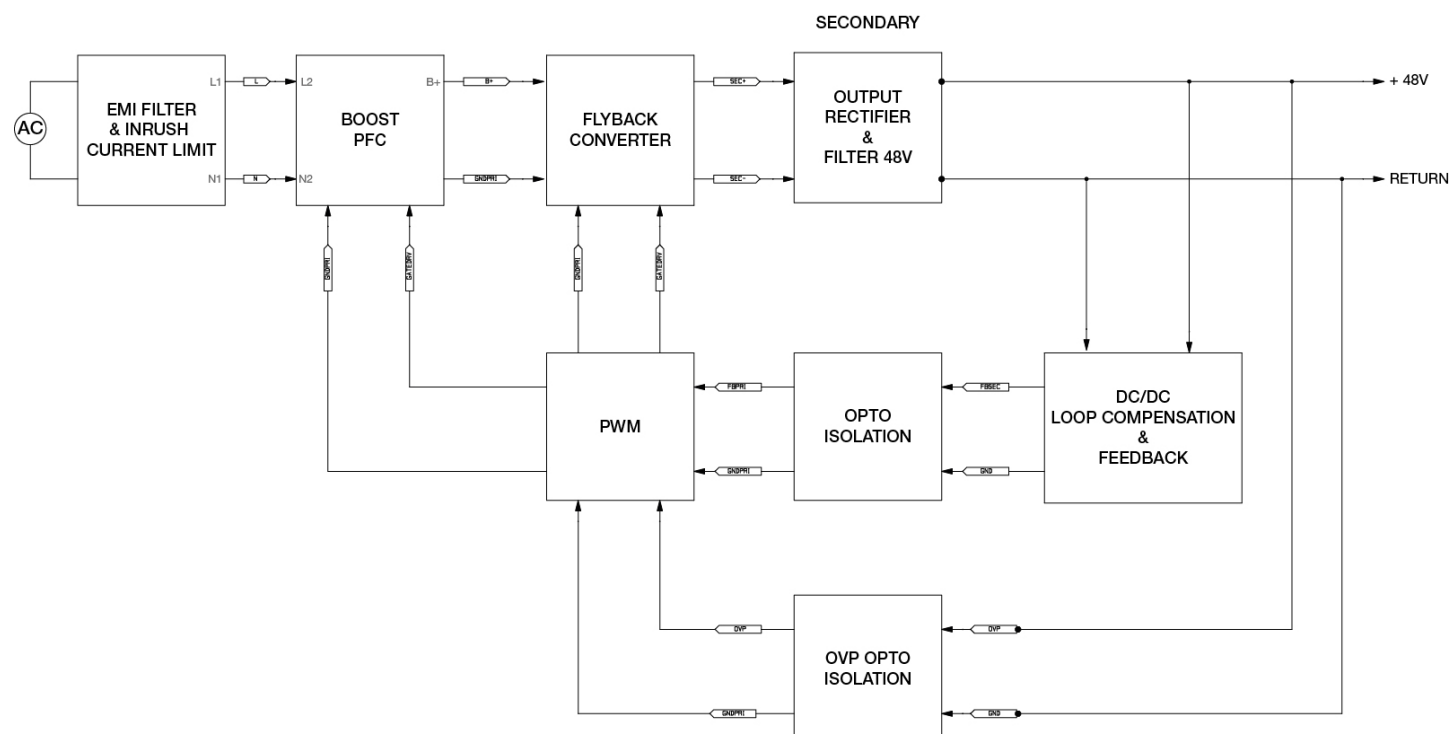 SECONDARY
AC
EMI FILTER
& INRUSH
CURRENT LIMIT
L1
N1
L
N
L2
N2
BOOST
PFC
B+
B+
GNDPRI
FLYBACK
CONVERTER
SEC+
SEC-
OUTPUT
RECTIFIER
&
FILTER 48V
+ 48V
RETURN
GNDPRI
GATEDRV
GNDPRI
GATEDRV
PWM
FBPRI
GNDPRI
OPTO
ISOLATION
FBSEC
GND
DC/DC
LOOP COMPENSATION
&
FEEDBACK
OVP
GNDPRI
OVP OPTO
ISOLATION
OVP
GND